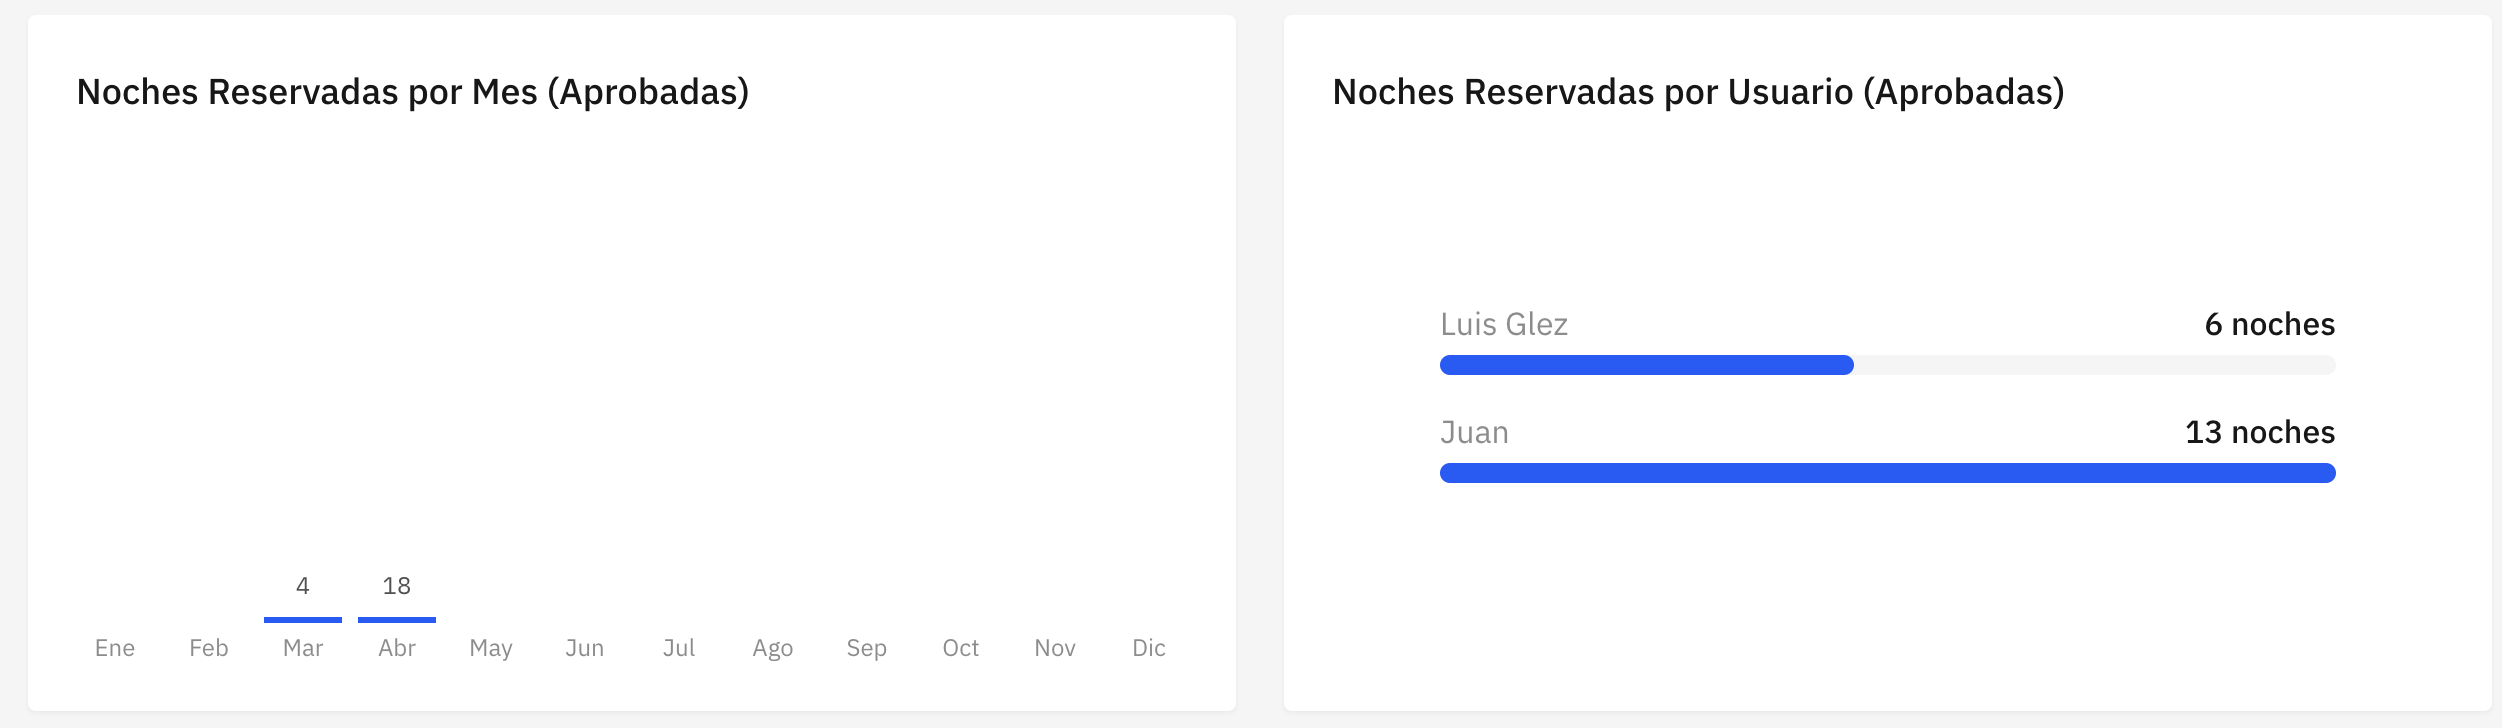 Noches Reservadas por Mes (Aprobadas)
4 18
Ene Feb Mar Abr May Jun Jul Ago Sep Oct Nov Dic
Noches Reservadas por Usuario (Aprobadas)
Luis Glez 6 noches
Juan 13 noches